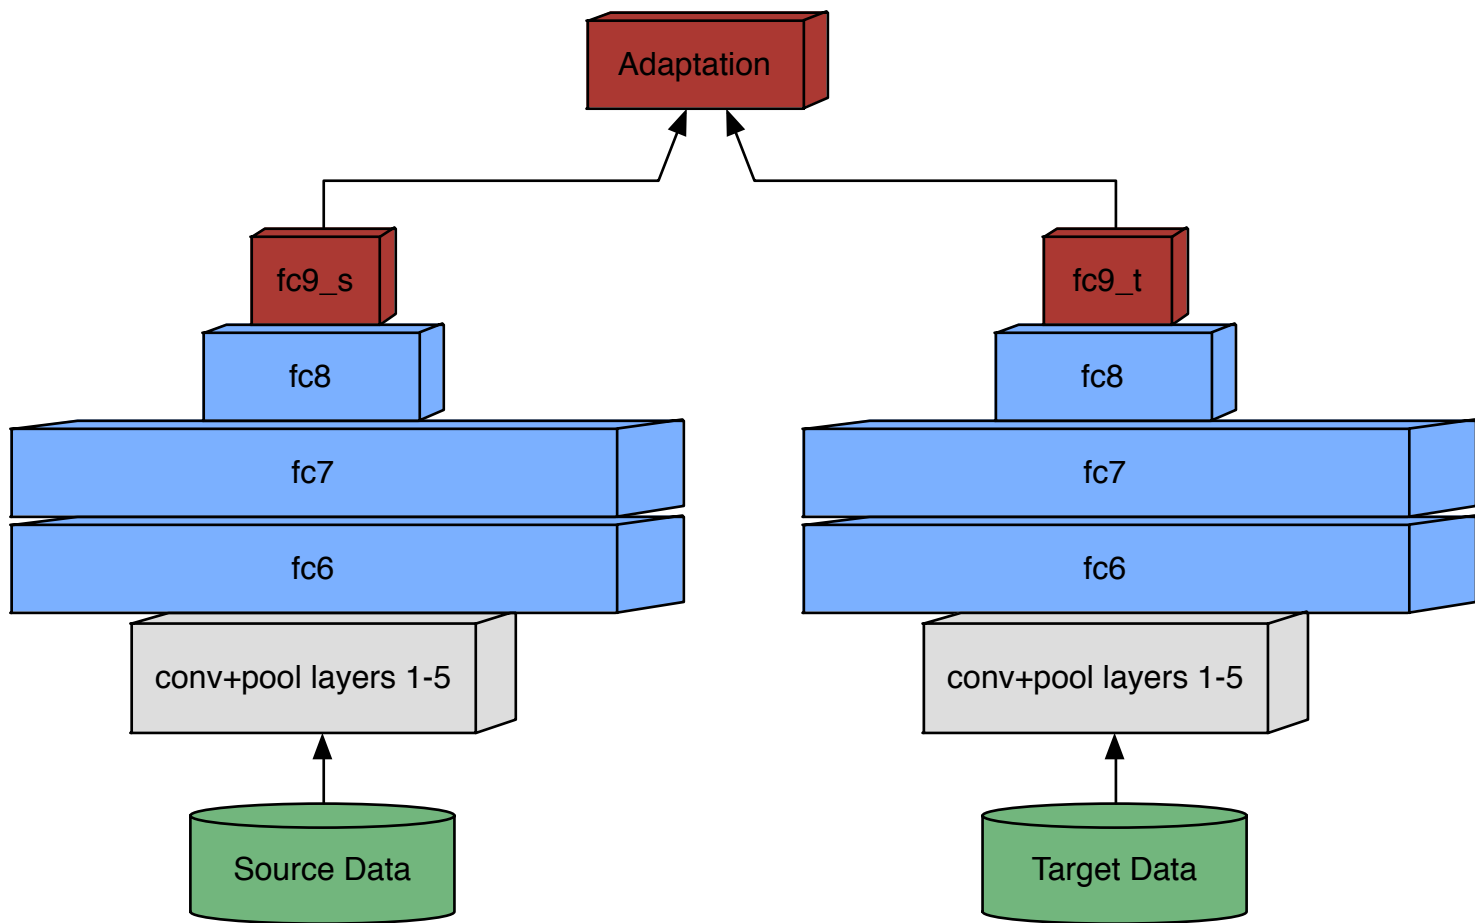 Adaptation
fc9_s
fc9_t
fc8
fc8
fc7
fc7
fc6
fc6
conv+pool layers 1-5
conv+pool layers 1-5
Source Data
Target Data